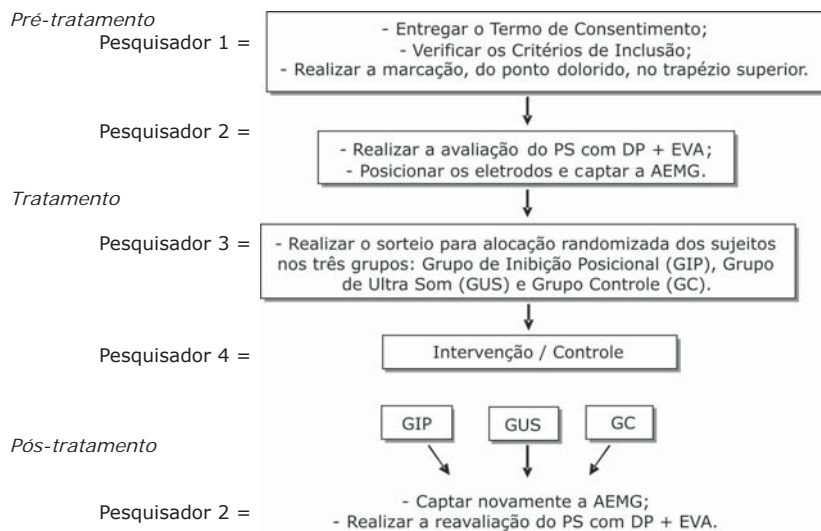 Pré-tratamento
Pesquisador 1 =
- Entregar o Termo de Consentimento;
- Verificar os Critérios de Inclusão;
- Realizar a marcação, do ponto dolorido, no trapézio superior.
Pesquisador 2 =
- Realizar a avaliação do PS com DP + EVA;
- Posicionar os eletrodos e captar a AEMG.
Tratamento
Pesquisador 3 =
- Realizar o sorteio para alocação randomizada dos sujeitos
nos três grupos: Grupo de Inibição Posicional (GIP), Grupo
de Ultra Som (GUS) e Grupo Controle (GC).
Pesquisador 4 =
Intervenção / Controle
GIP
GUS
GC
Pós-tratamento
Pesquisador 2 =
- Captar novamente a AEMG;
- Realizar a reavaliação do PS com DP + EVA.